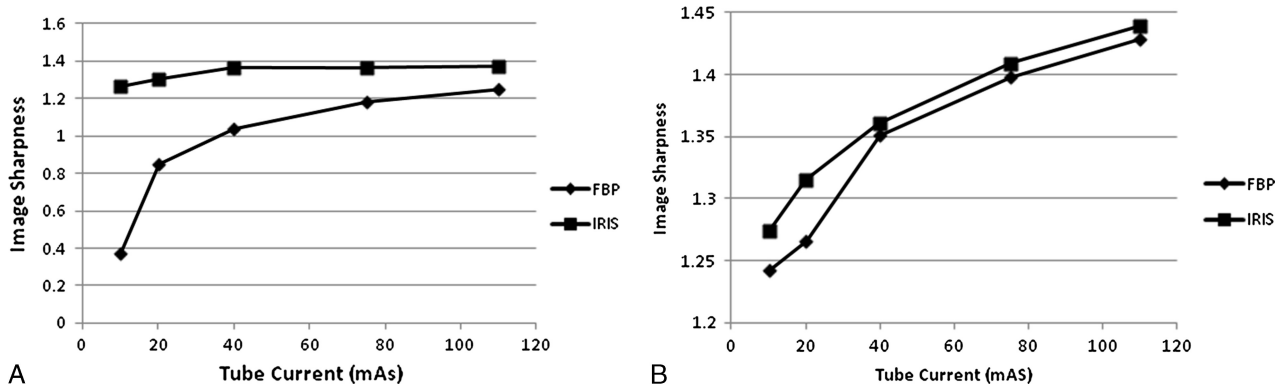 1.6
1.4
1.2
1
0.8
0.6
0.4
0.2
0
0 20 40 60 80 100 120
Image Sharpness
Tube Current (mAs)
FBP
IRIS
A
1.45
1.4
1.35
1.3
1.25
1.2
0 20 40 60 80 100 120
Image Sharpness
Tube Current (mAS)
FBP
IRIS
B